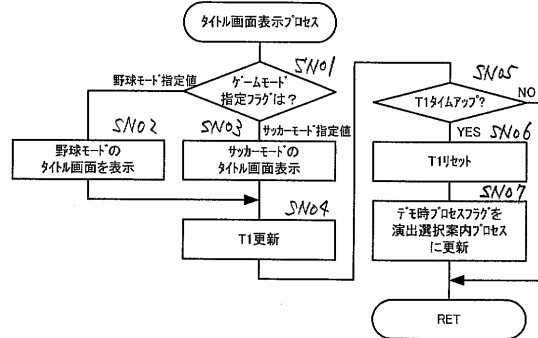 タイトル画面表示プロセス
SN01
野球モード指定値
ゲームモード
指定フラグは?
SN02
SN03
サッカーモード指定値
野球モードの
タイトル画面を表示
サッカーモードの
タイトル画面表示
SN04
T1更新
SN05
T1タイムアップ?
NO
YES
SN06
T1リセット
SN07
デモ時プロセスフラグを
演出選択案内プロセス
に更新
RET